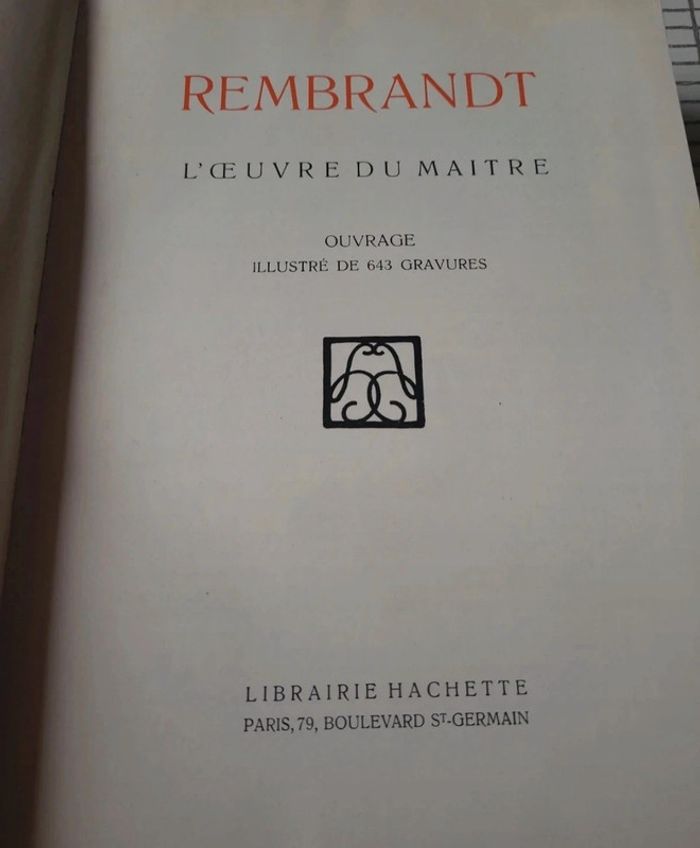 REMBRANDT
L'ŒUVRE DU MAITRE
OUVRAGE
ILLUSTRÉ DE 643 GRAVURES
LIBRAIRIE HACHETTE
PARIS, 79, BOULEVARD ST-GERMAIN